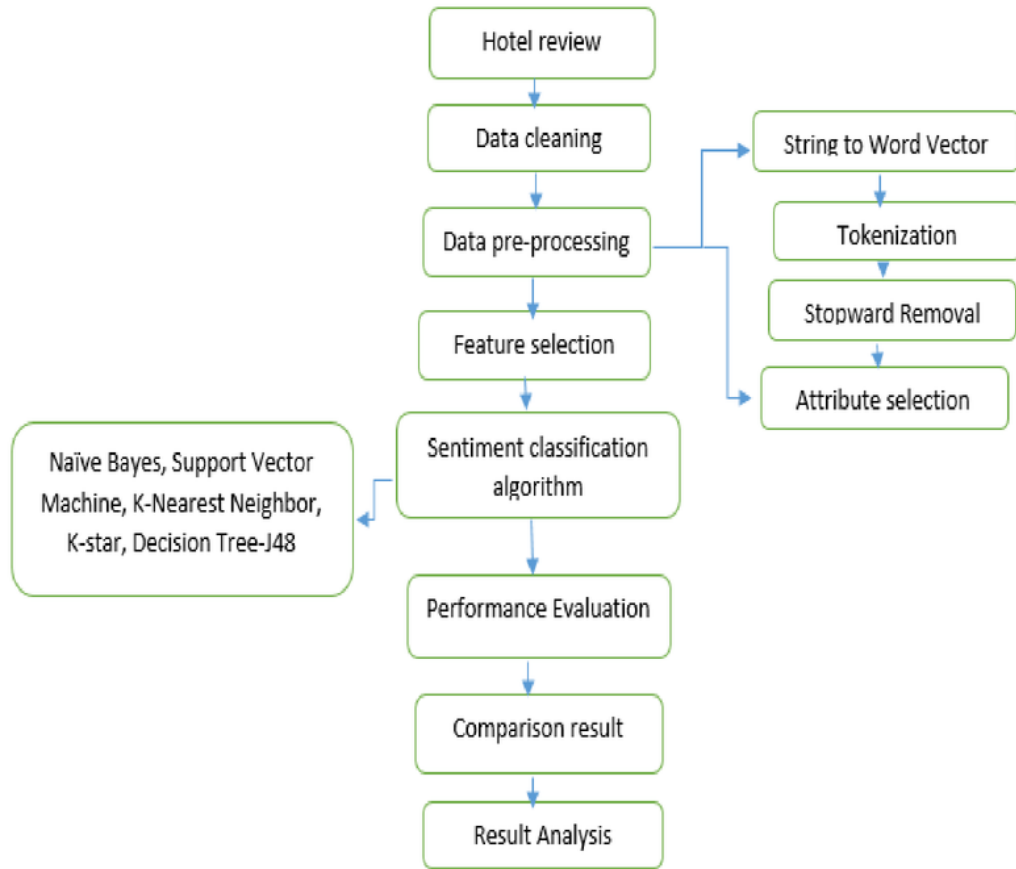 Hotel review
Data cleaning
Data pre-processing
String to Word Vector
Tokenization
Stopward Removal
Attribute selection
Feature selection
Sentiment classification
algorithm
Naïve Bayes, Support Vector
Machine, K-Nearest Neighbor,
K-star, Decision Tree-J48
Performance Evaluation
Comparison result
Result Analysis